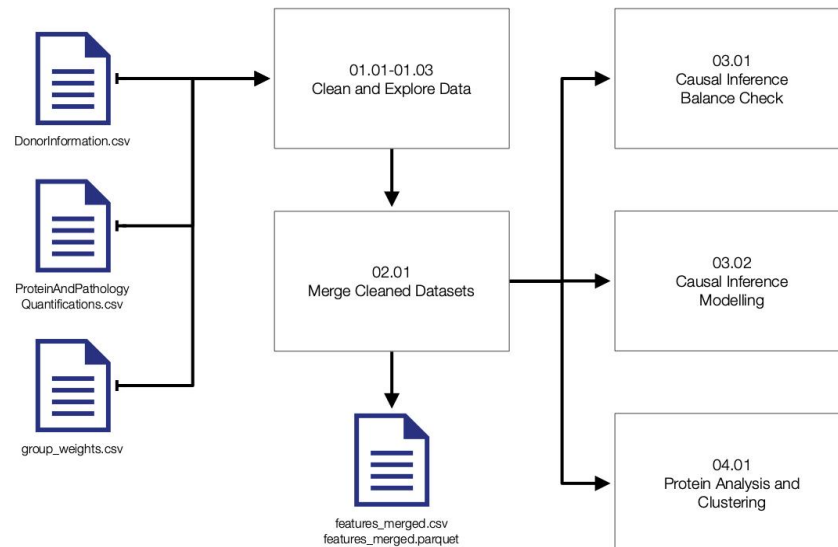 DonorInformation.csv
ProteinAndPathology
Quantifications.csv
group_weights.csv
01.01-01.03
Clean and Explore Data
02.01
Merge Cleaned Datasets
features_merged.csv
features_merged.parquet
03.01
Causal Inference
Balance Check
03.02
Causal Inference
Modelling
04.01
Protein Analysis and
Clustering